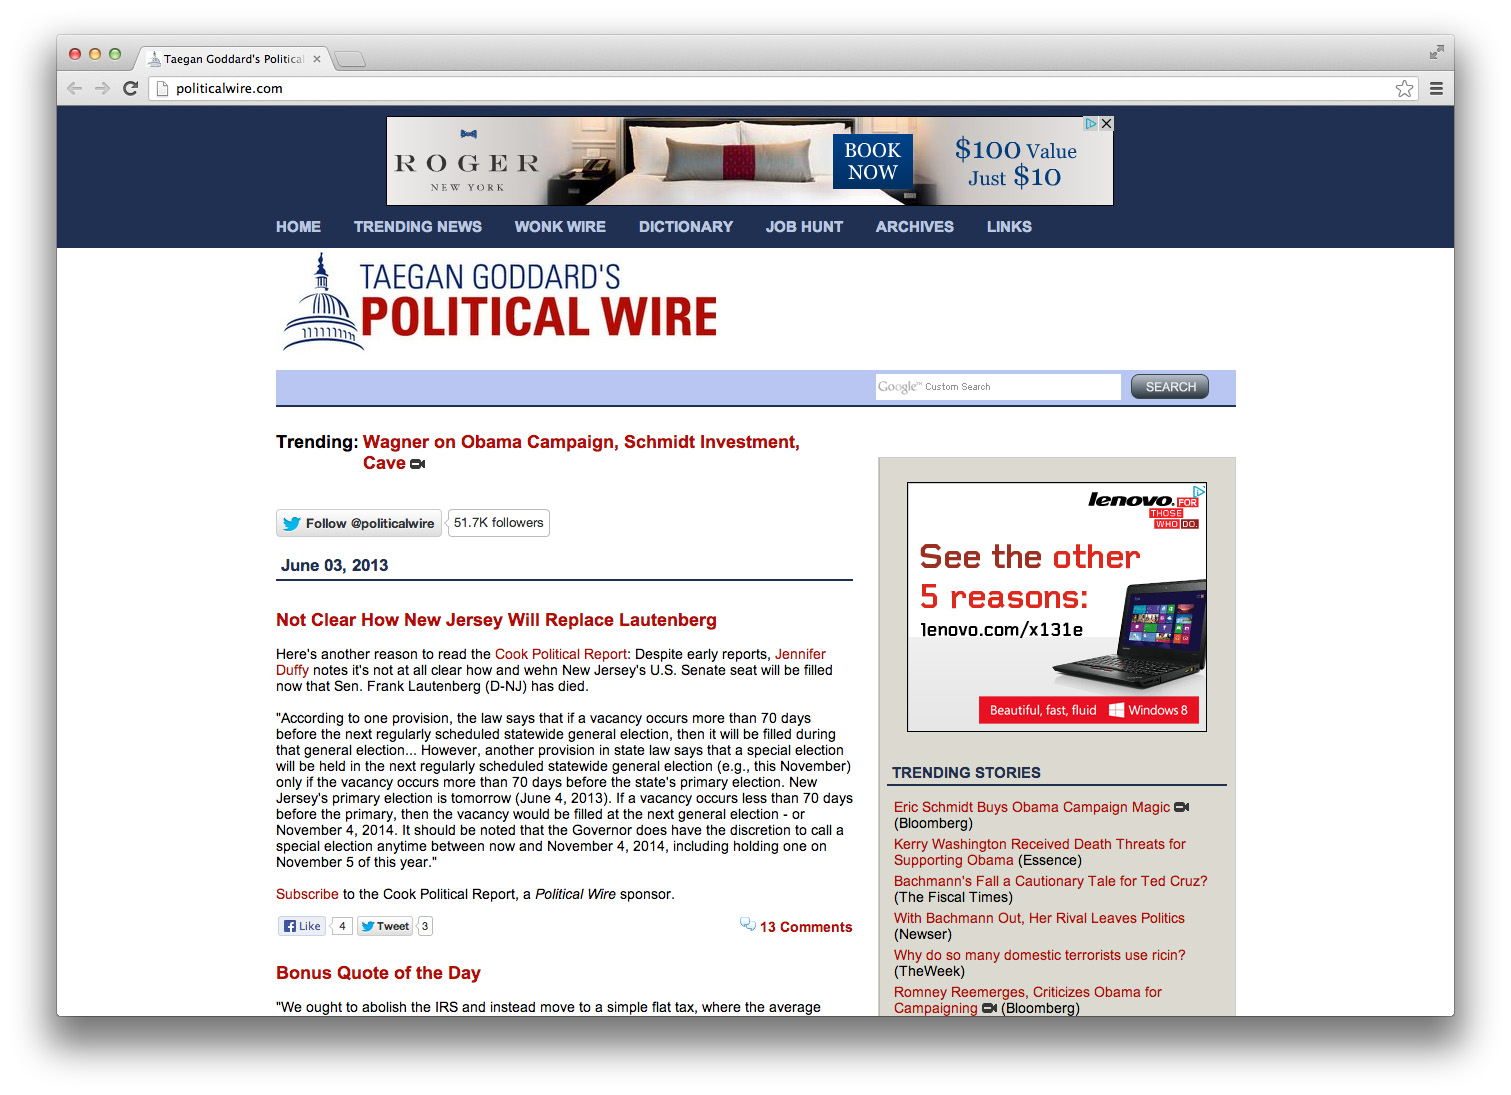 Taegan Goddard's Political
politicalwire.com
ROGER
NEW YORK
BOOK
NOW
$100 Value
Just $10
HOME TRENDING NEWS WONK WIRE DICTIONARY JOB HUNT ARCHIVES LINKS
TAEGAN GODDARD'S
POLITICAL WIRE
Google™ Custom Search SEARCH
Trending: Wagner on Obama Campaign, Schmidt Investment,
Cave
Follow @politicalwire 51.7K followers
June 03, 2013
Not Clear How New Jersey Will Replace Lautenberg
Here's another reason to read the Cook Political Report: Despite early reports, Jennifer
Duffy notes it's not at all clear how and wehn New Jersey's U.S. Senate seat will be filled
now that Sen. Frank Lautenberg (D-NJ) has died.
"According to one provision, the law says that if a vacancy occurs more than 70 days
before the next regularly scheduled statewide general election, then it will be filled during
that general election... However, another provision in state law says that a special election
will be held in the next regularly scheduled statewide general election (e.g., this November)
only if the vacancy occurs more than 70 days before the state's primary election. New
Jersey's primary election is tomorrow (June 4, 2013). If a vacancy occurs less than 70 days
before the primary, then the vacancy would be filled at the next general election - or
November 4, 2014. It should be noted that the Governor does have the discretion to call a
special election anytime between now and November 4, 2014, including holding one on
November 5 of this year."
Subscribe to the Cook Political Report, a Political Wire sponsor.
Like 4 Tweet 3 13 Comments
Bonus Quote of the Day
"We ought to abolish the IRS and instead move to a simple flat tax, where the average
lenovo. FOR
THOSE
WHO DO.
See the other
5 reasons:
lenovo.com/x131e
Beautiful, fast, fluid Windows 8
TRENDING STORIES
Eric Schmidt Buys Obama Campaign Magic
(Bloomberg)
Kerry Washington Received Death Threats for
Supporting Obama (Essence)
Bachmann's Fall a Cautionary Tale for Ted Cruz?
(The Fiscal Times)
With Bachmann Out, Her Rival Leaves Politics
(Newser)
Why do so many domestic terrorists use ricin?
(TheWeek)
Romney Reemerges, Criticizes Obama for
Campaigning (Bloomberg)